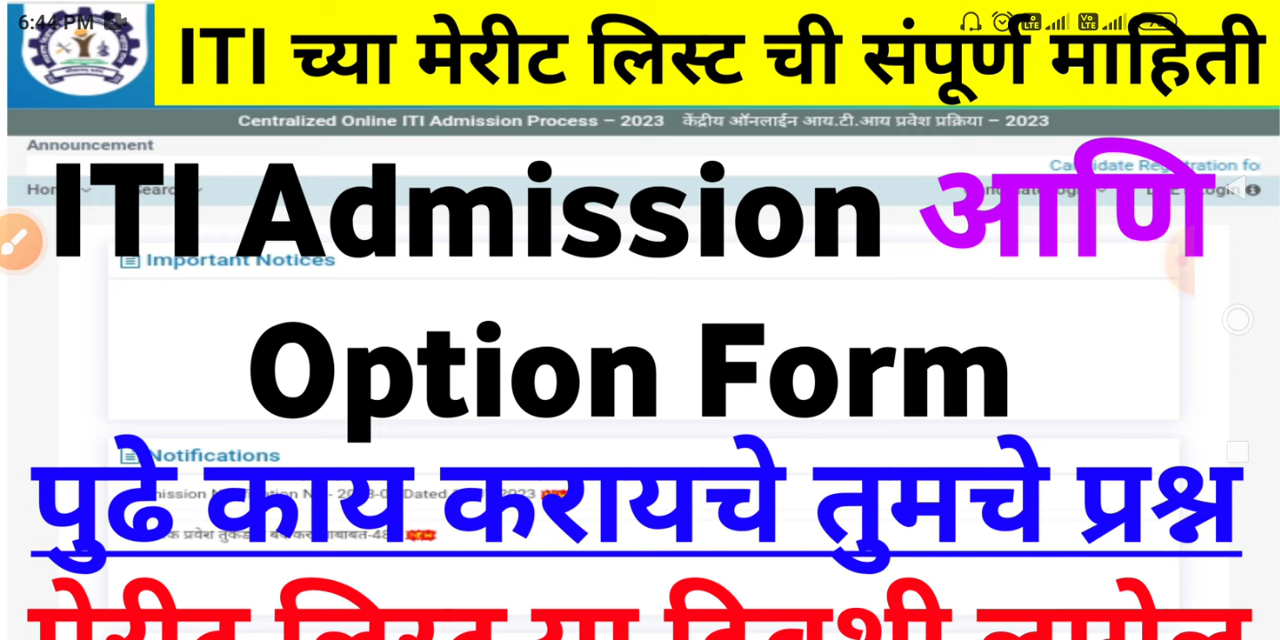 6:44 PM
ITI च्या मेरीट लिस्ट ची संपूर्ण माहिती
Centralized Online ITI Admission Process – 2023 केंद्रीय ऑनलाईन आय.टी.आय प्रवेश प्रक्रिया – 2023
Announcement
ITI Admission आणि
Important Notices
Option Form
Notifications
पुढे काय करायचे तुमचे प्रश्न
मेरीट लिस्ट या दिवशी लागेल